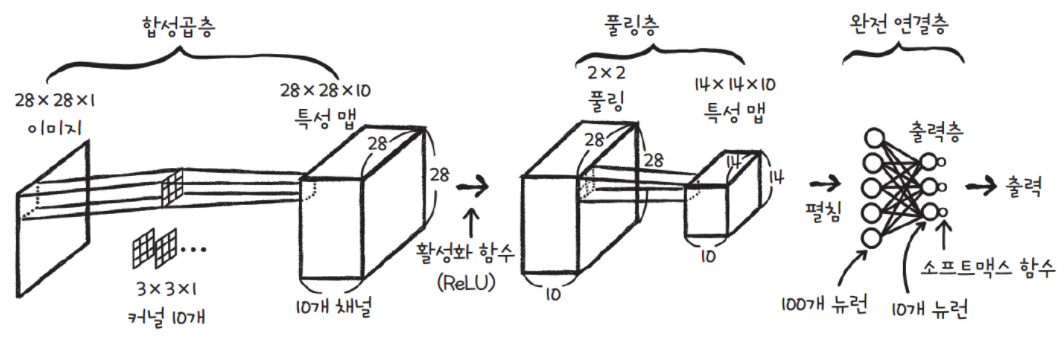 합성곱층
28×28×1
이미지
28×28×10
특성 맵
28
28
3×3×1
커널 10개
10개 채널
활성화 함수
(ReLU)
풀링층
2×2
풀링
14×14×10
특성 맵
28
28
28
10
14
14
10
펼침
완전 연결층
출력층
출력
소프트맥스 함수
100개 뉴런
10개 뉴런